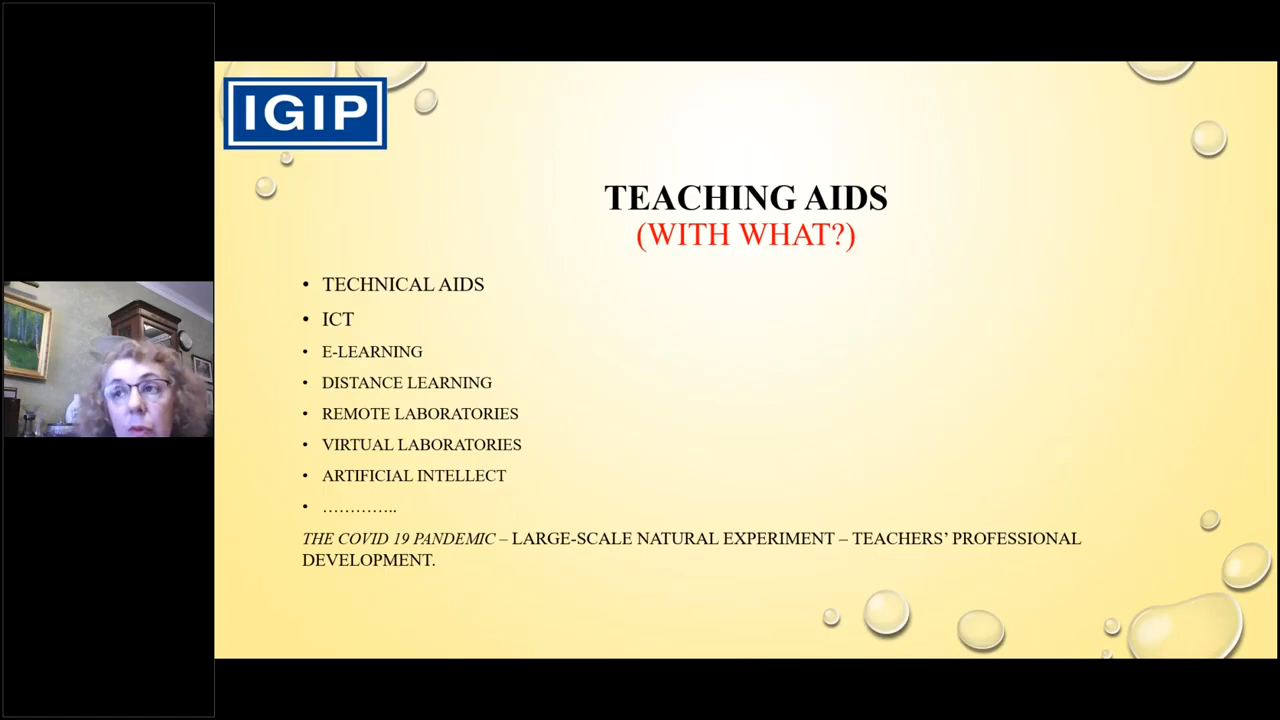 IGIP
TEACHING AIDS
(WITH WHAT?)
• TECHNICAL AIDS
• ICT
• E-LEARNING
• DISTANCE LEARNING
• REMOTE LABORATORIES
• VIRTUAL LABORATORIES
• ARTIFICIAL INTELLECT
• …………..
THE COVID 19 PANDEMIC – LARGE-SCALE NATURAL EXPERIMENT – TEACHERS’ PROFESSIONAL
DEVELOPMENT.